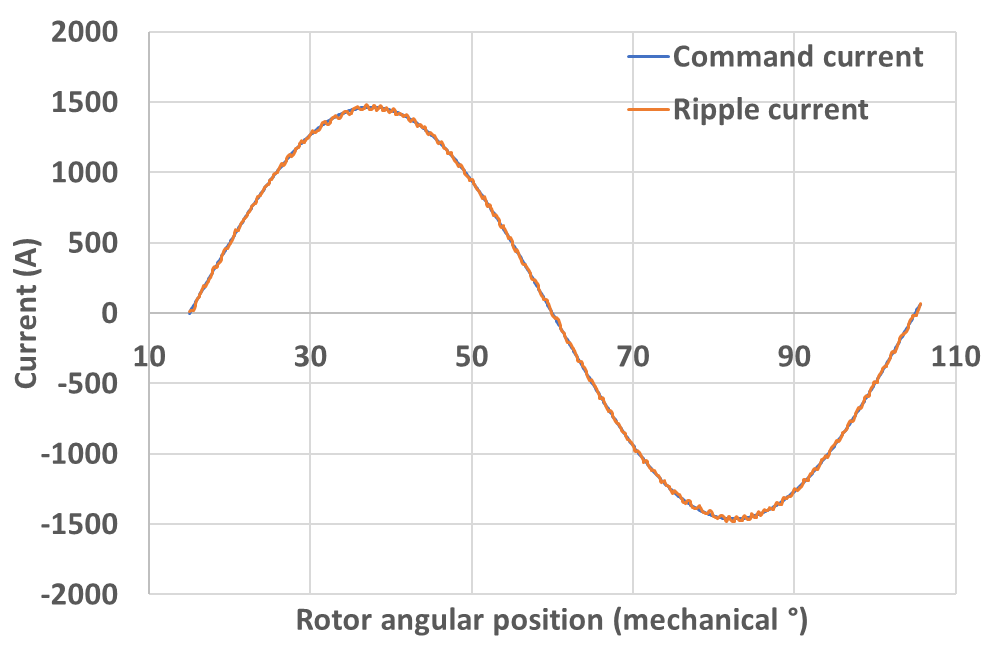 2000
1500
1000
500
0
-500
-1000
-1500
-2000
Current (A)
10 30 50 70 90 110
Rotor angular position (mechanical °)
Command current
Ripple current